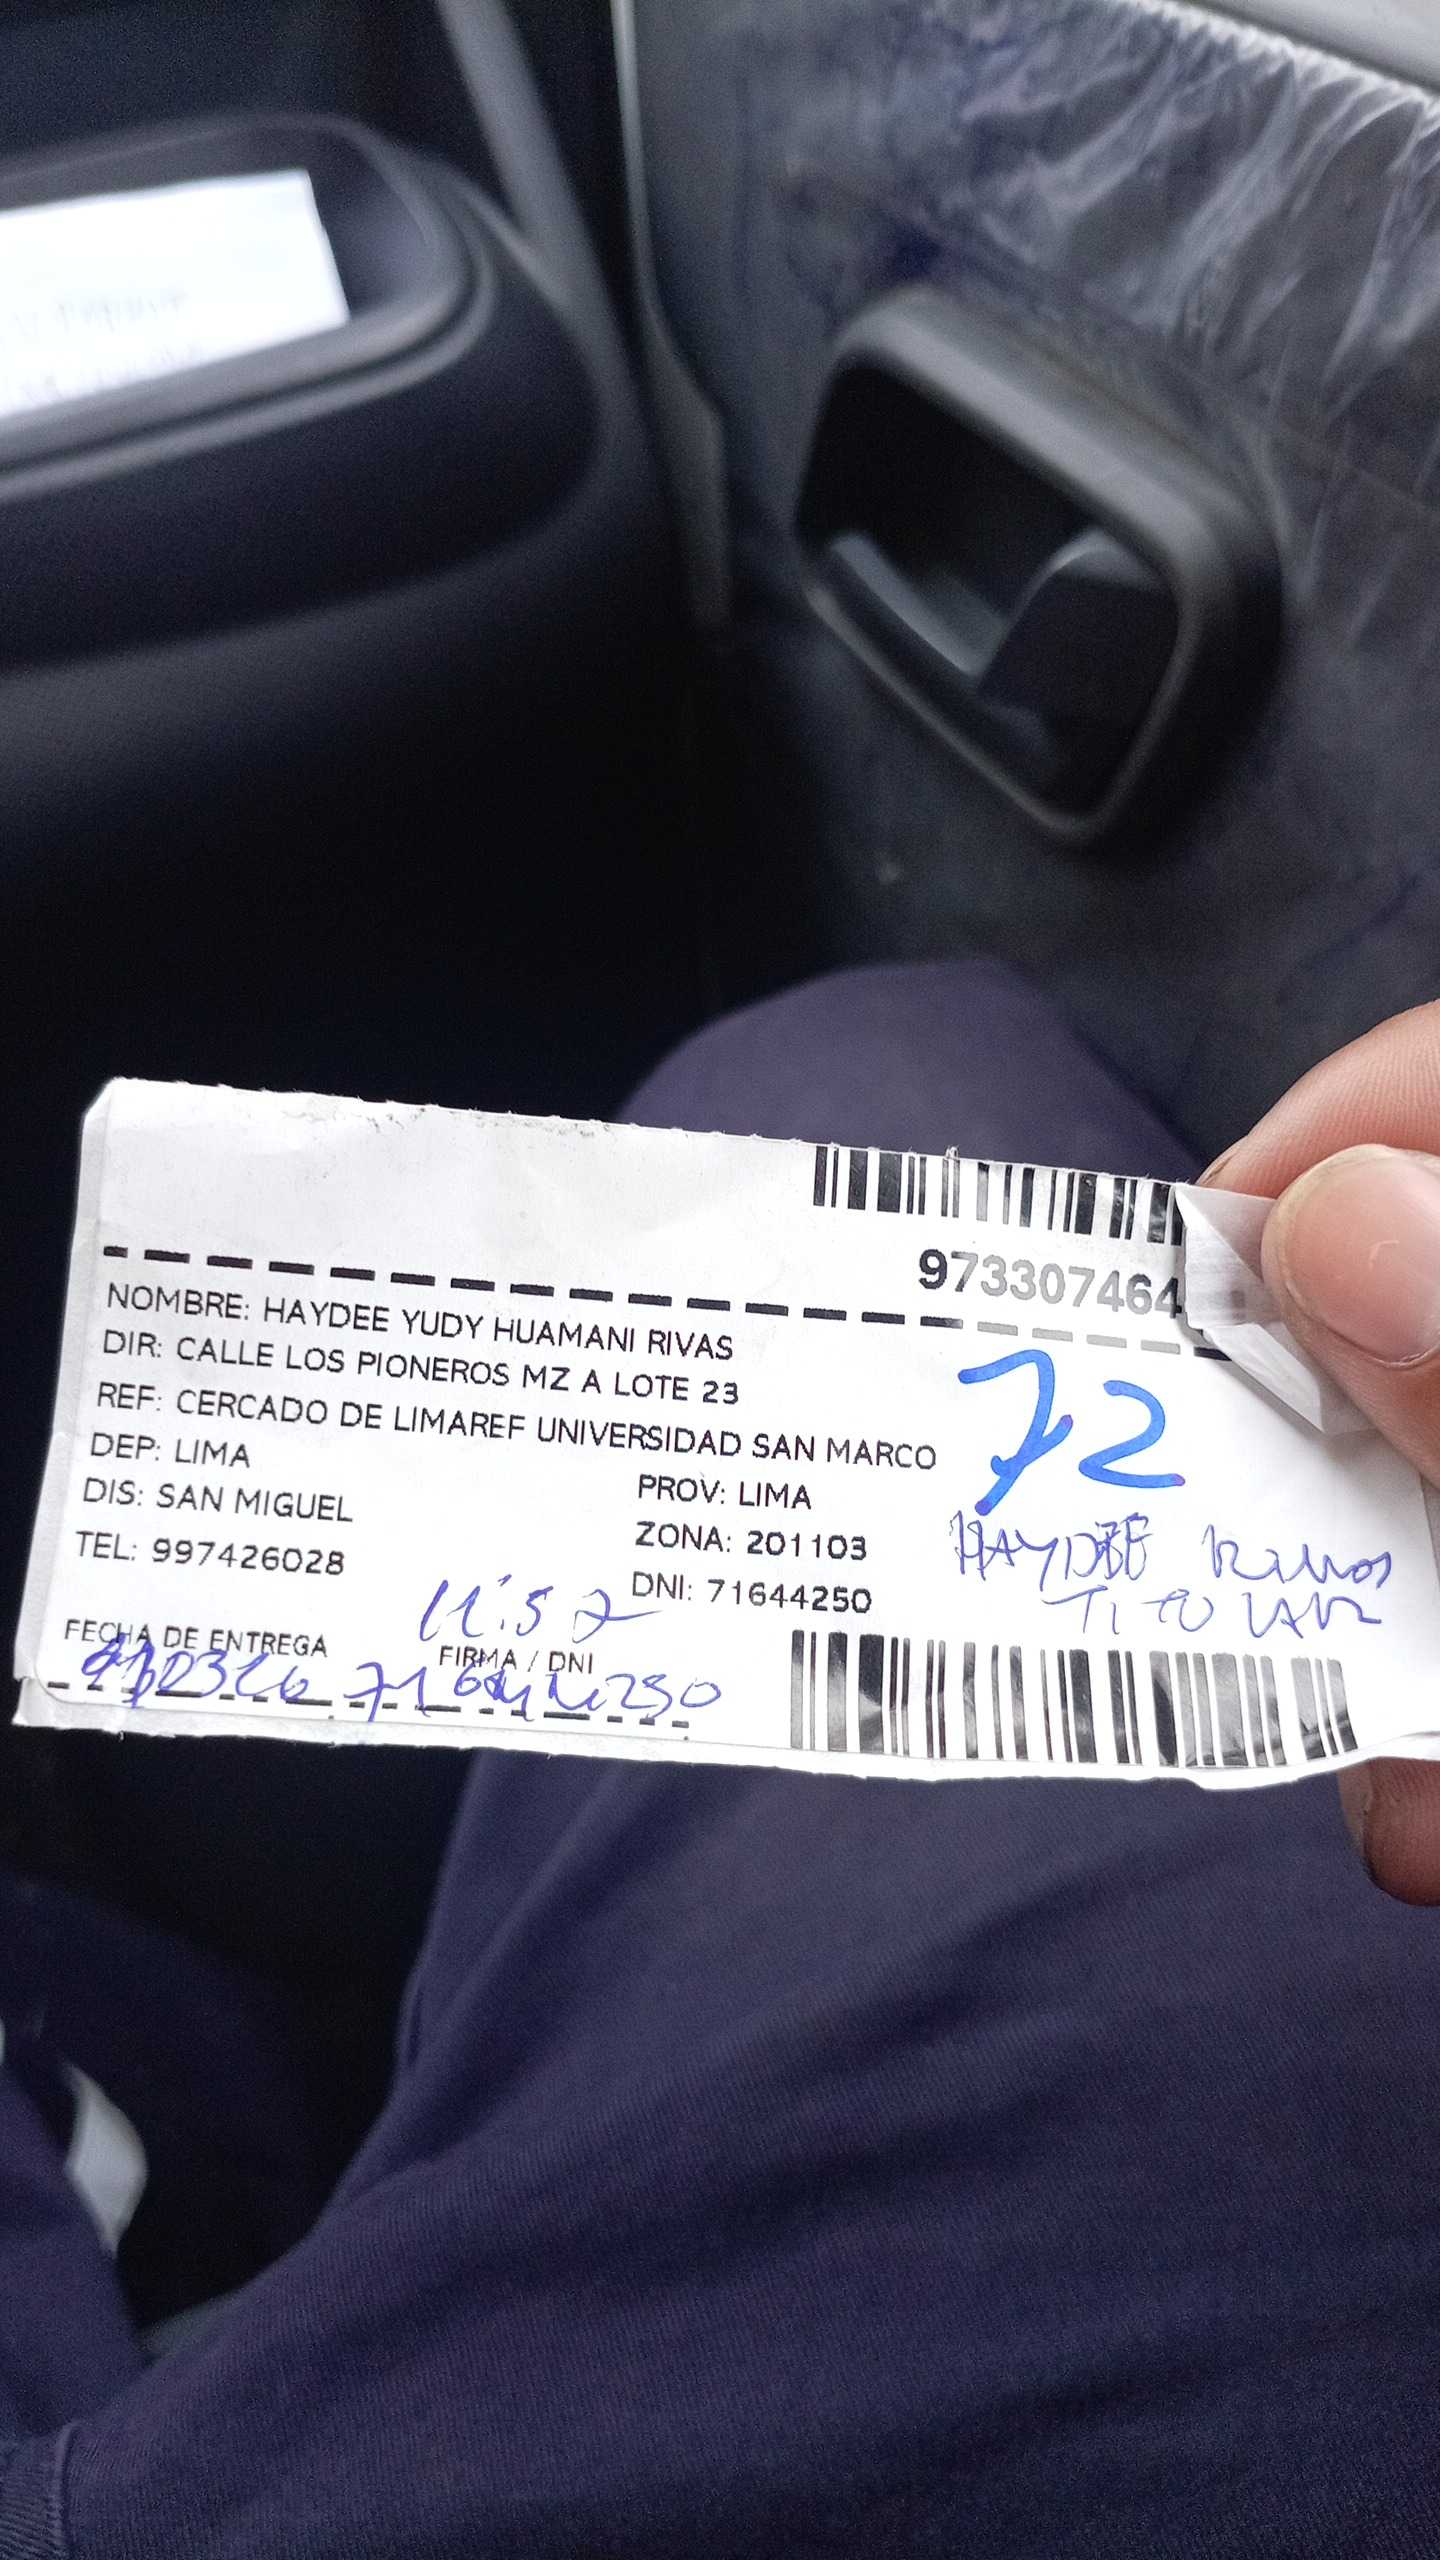 973307464
NOMBRE: HAYDEE YUDY HUAMANI RIVAS
DIR: CALLE LOS PIONEROS MZ A LOTE 23
REF: CERCADO DE LIMAREF UNIVERSIDAD SAN MARCO
DEP: LIMA
PROV: LIMA
DIS: SAN MIGUEL
ZONA: 201103
TEL: 997426028
DNI: 71644250
72
HAYDEE
TITULAR
11:52
FECHA DE ENTREGA
FIRMA / DNI
71644250